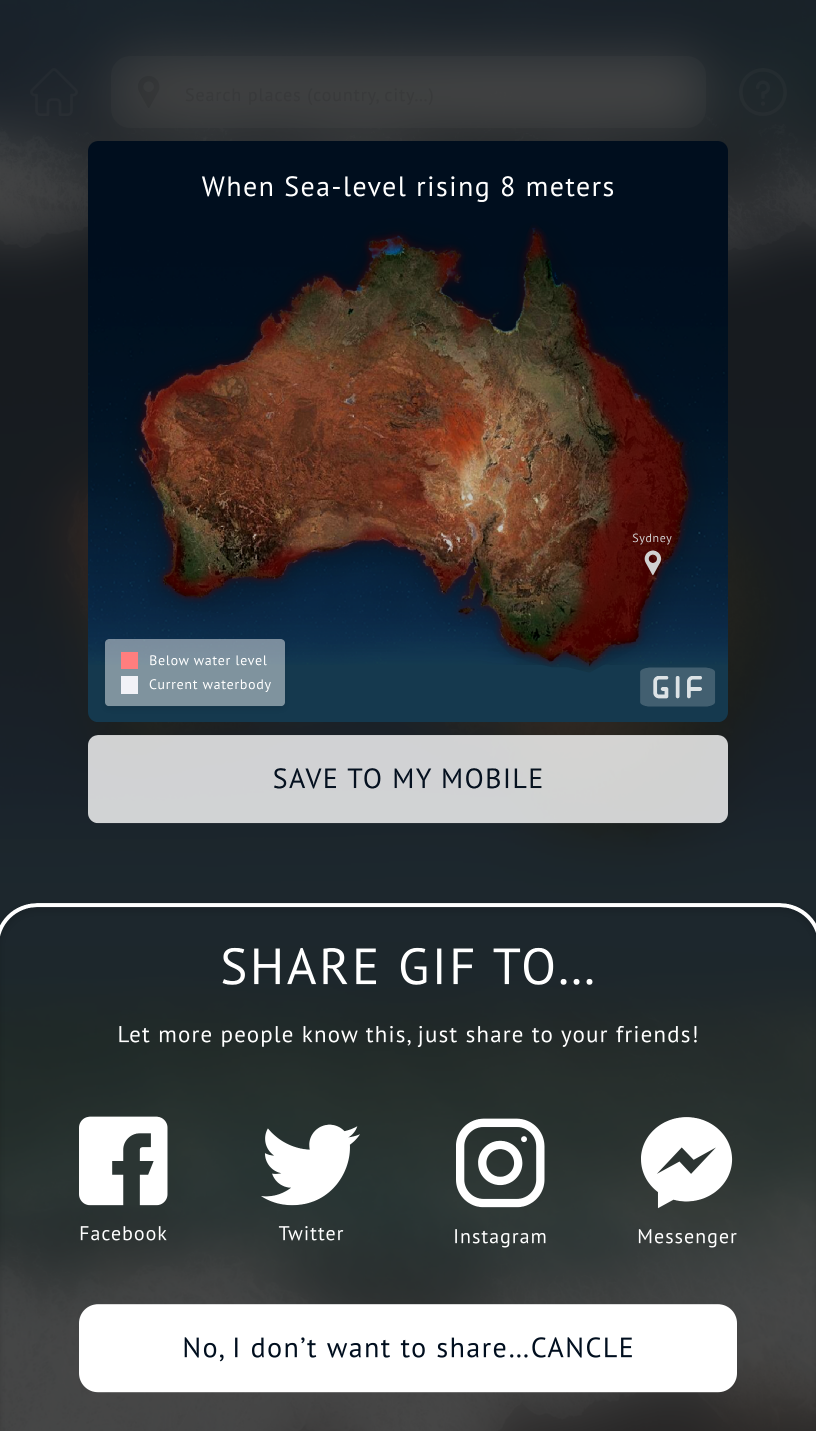 Search places (country, city.. )
When Sea-level rising 8 meters
Sydney
Below water level
Current waterbody
GIF
SAVE TO MY MOBILE
SHARE GIF TO...
Let more people know this, just share to your friends!
Facebook
Twitter
Instagram
Messenger
No, I don’t want to share...CANCLE